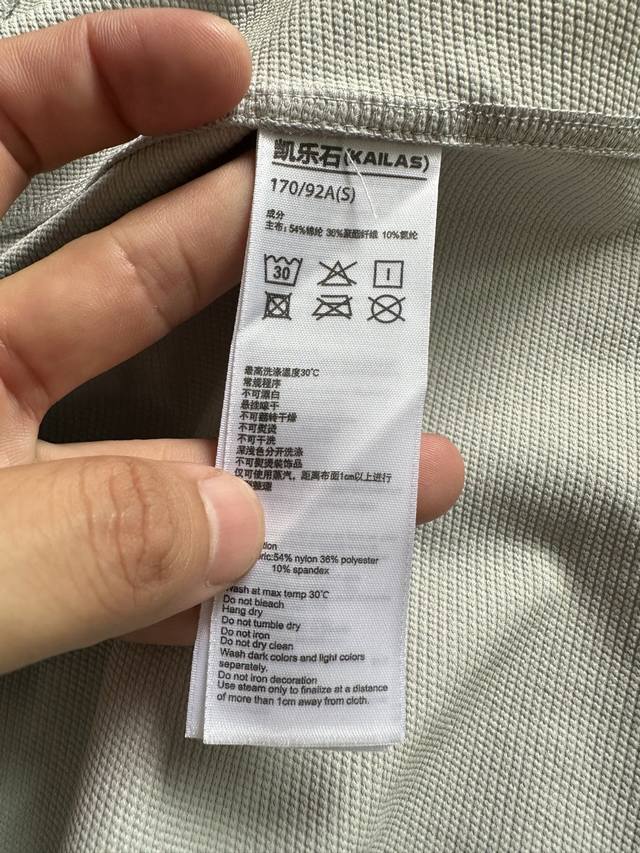 凯乐石(KAILAS)
170/92A(S)
成分
主布:54%锦纶 36%聚酯纤维 10%氨纶
30
最高洗涤温度30℃
常规程序
不可漂白
悬挂晾干
不可翻转干燥
不可熨烫
不可干洗
深浅色分开洗涤
不可熨烫装饰品
仅可使用蒸汽,距离布面1cm以上进行
54% nylon 36% polyester
10% spandex
Wash at max temp 30℃
Do not bleach
Hang dry
Do not tumble dry
Do not iron
Do not dry clean
Wash dark colors and light colors
separately.
Do not iron decoration
Use steam only to finalize at a distance
of more than 1cm away from cloth.